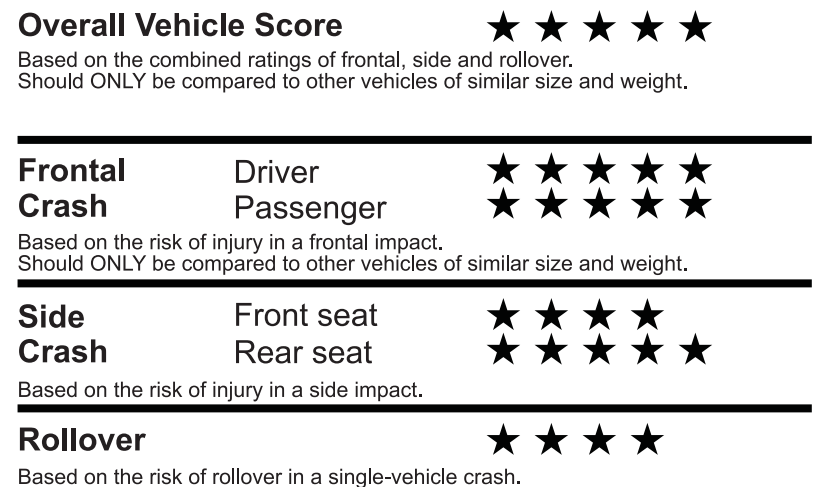 Overall Vehicle Score ★ ★ ★ ★ ★
Based on the combined ratings of frontal, side and rollover.
Should ONLY be compared to other vehicles of similar size and weight.
Frontal Driver ★ ★ ★ ★ ★
Crash Passenger ★ ★ ★ ★ ★
Based on the risk of injury in a frontal impact.
Should ONLY be compared to other vehicles of similar size and weight.
Side Front seat ★ ★ ★ ★
Crash Rear seat ★ ★ ★ ★ ★
Based on the risk of injury in a side impact.
Rollover ★ ★ ★ ★
Based on the risk of rollover in a single-vehicle crash.